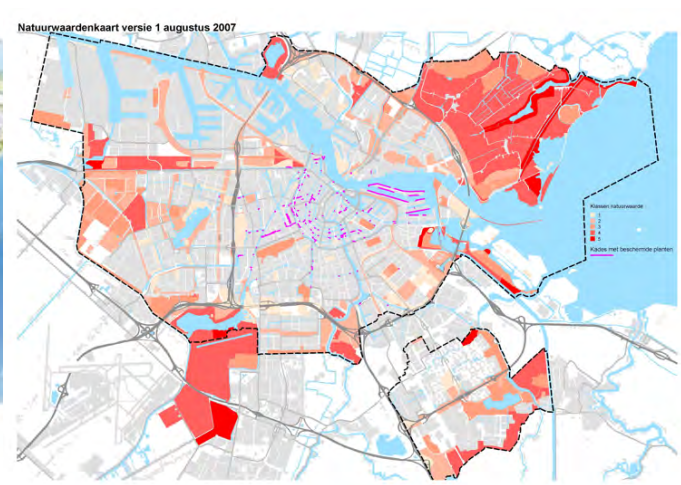 Natuurwaardenkaart versie 1 augustus 2007
Klassen natuurwaarde
1
2
3
4
5
Kades met beschermde planten